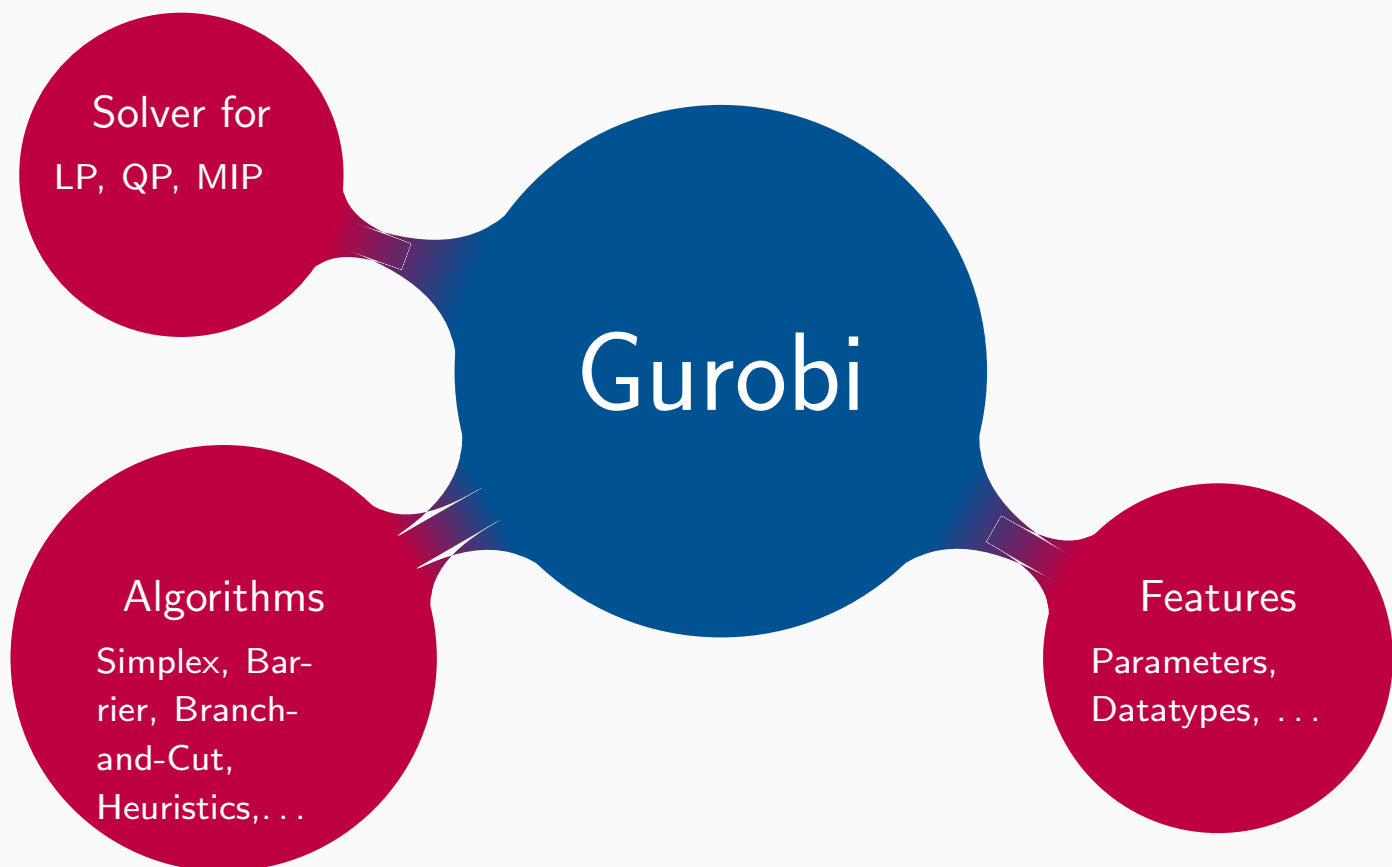 Solver for
LP, QP, MIP
Gurobi
Algorithms
Simplex, Bar-
rier, Branch-
and-Cut,
Heuristics,...
Features
Parameters,
Datatypes, ...